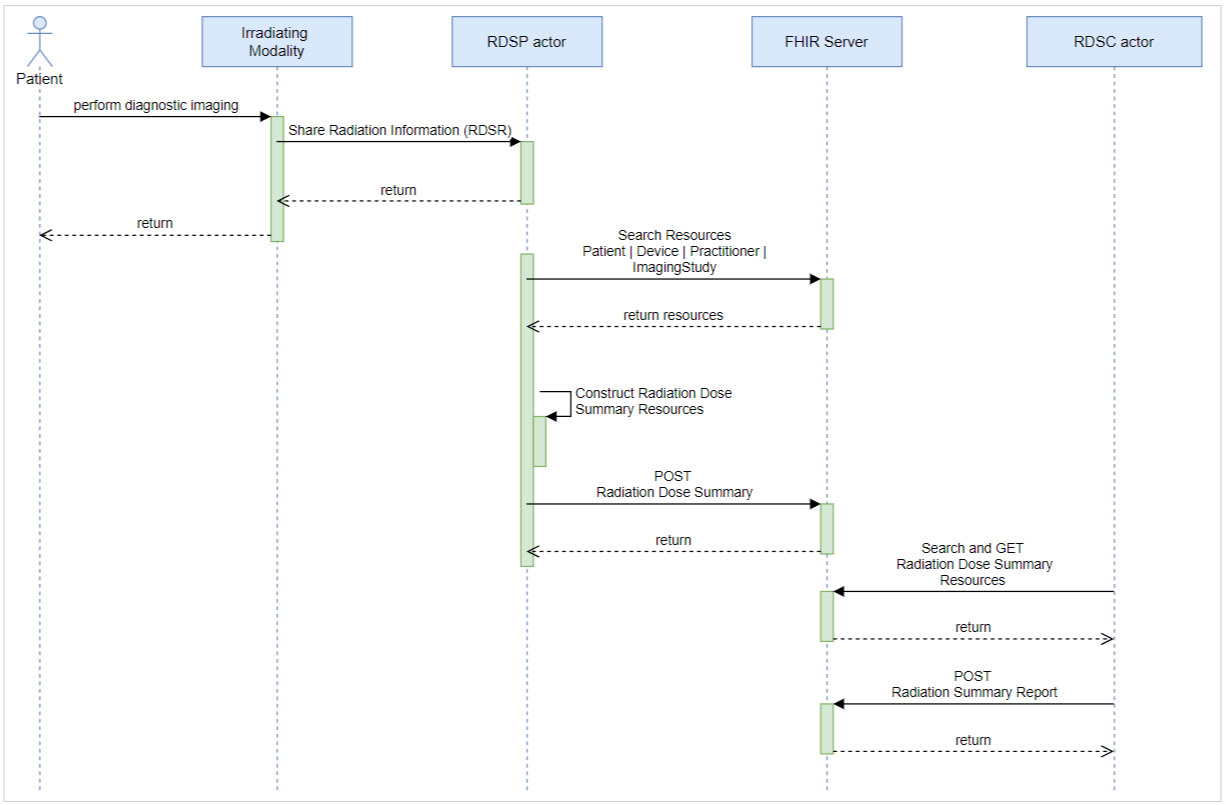 Patient
Irradiating
Modality
RDSP actor
FHIR Server
RDSC actor
perform diagnostic imaging
Share Radiation Information (RDSR)
return
return
Search Resources
Patient | Device | Practitioner |
ImagingStudy
return resources
Construct Radiation Dose
Summary Resources
POST
Radiation Dose Summary
return
Search and GET
Radiation Dose Summary
Resources
return
POST
Radiation Summary Report
return